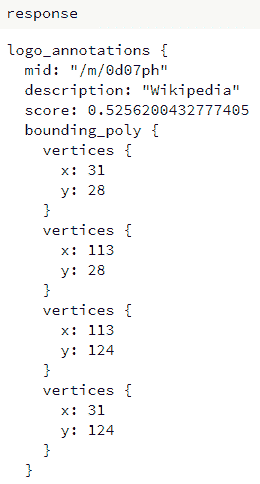 response
logo_annotations {
  mid: "/m/0d07ph"
  description: "Wikipedia"
  score: 0.5256200432777405
  bounding_poly {
    vertices {
      x: 31
      y: 28
    }
    vertices {
      x: 113
      y: 28
    }
    vertices {
      x: 113
      y: 124
    }
    vertices {
      x: 31
      y: 124
    }
  }